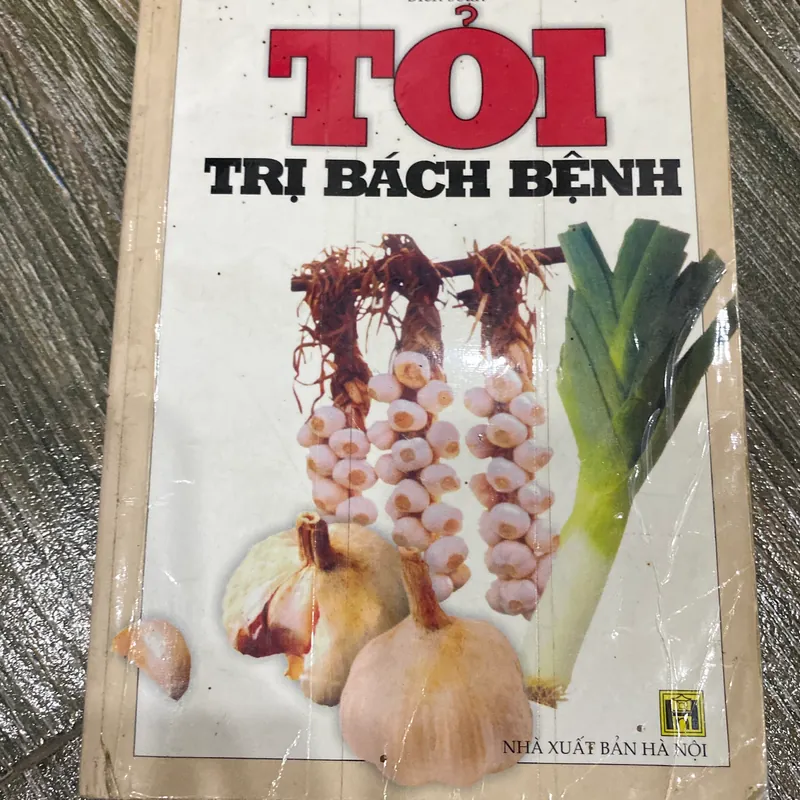 TỎI
TRỊ BÁCH BỆNH
NHÀ XUẤT BẢN HÀ NỘI